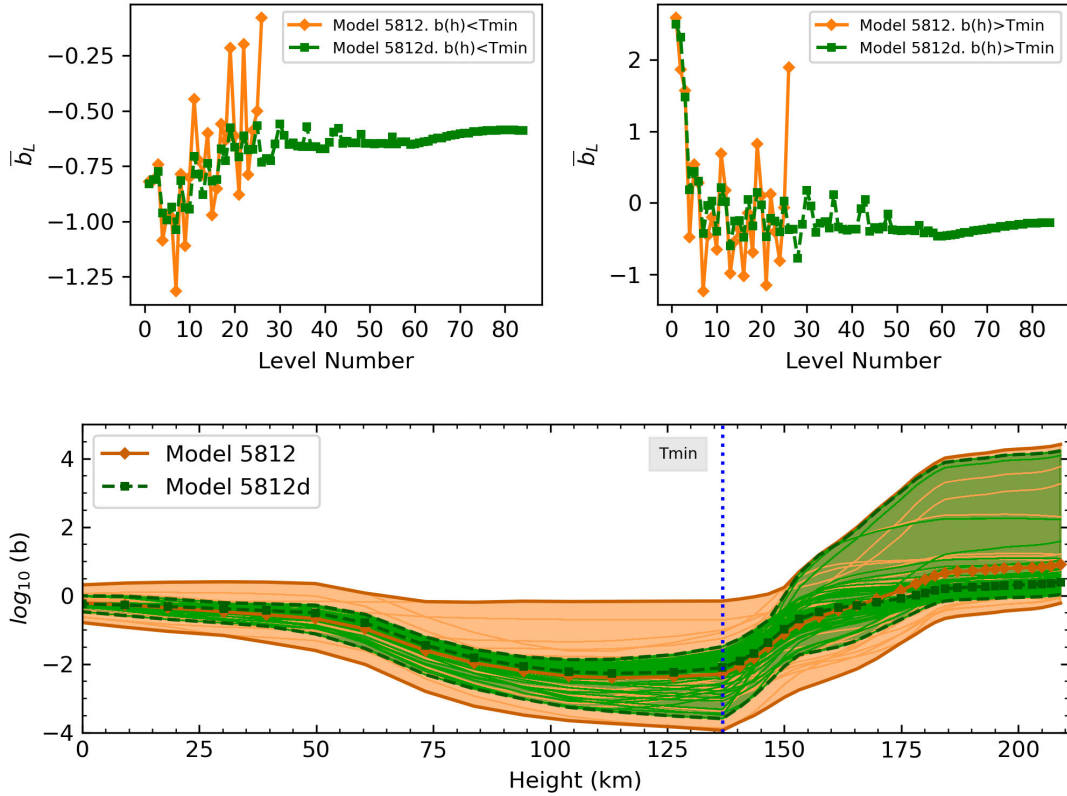 Model 5812. b(h)<Tmin
Model 5812d. b(h)<Tmin
−0.25
−0.50
−0.75
−1.00
−1.25
b̅_L
0 10 20 30 40 50 60 70 80
Level Number
Model 5812. b(h)>Tmin
Model 5812d. b(h)>Tmin
2
1
0
−1
b̅_L
0 10 20 30 40 50 60 70 80
Level Number
Model 5812
Model 5812d
Tmin
4
2
0
−2
−4
log₁₀ (b)
0 25 50 75 100 125 150 175 200
Height (km)